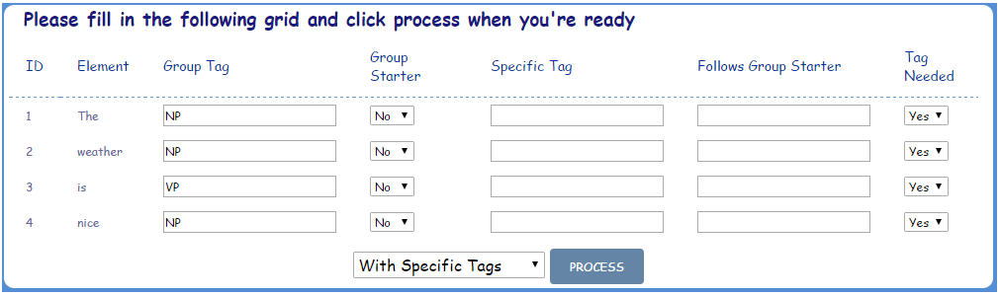 Please fill in the following grid and click process when you're ready
ID Element Group Tag Group Starter Specific Tag Follows Group Starter Tag Needed
1 The NP No Yes
2 weather NP No Yes
3 is VP No Yes
4 nice NP No Yes
With Specific Tags PROCESS